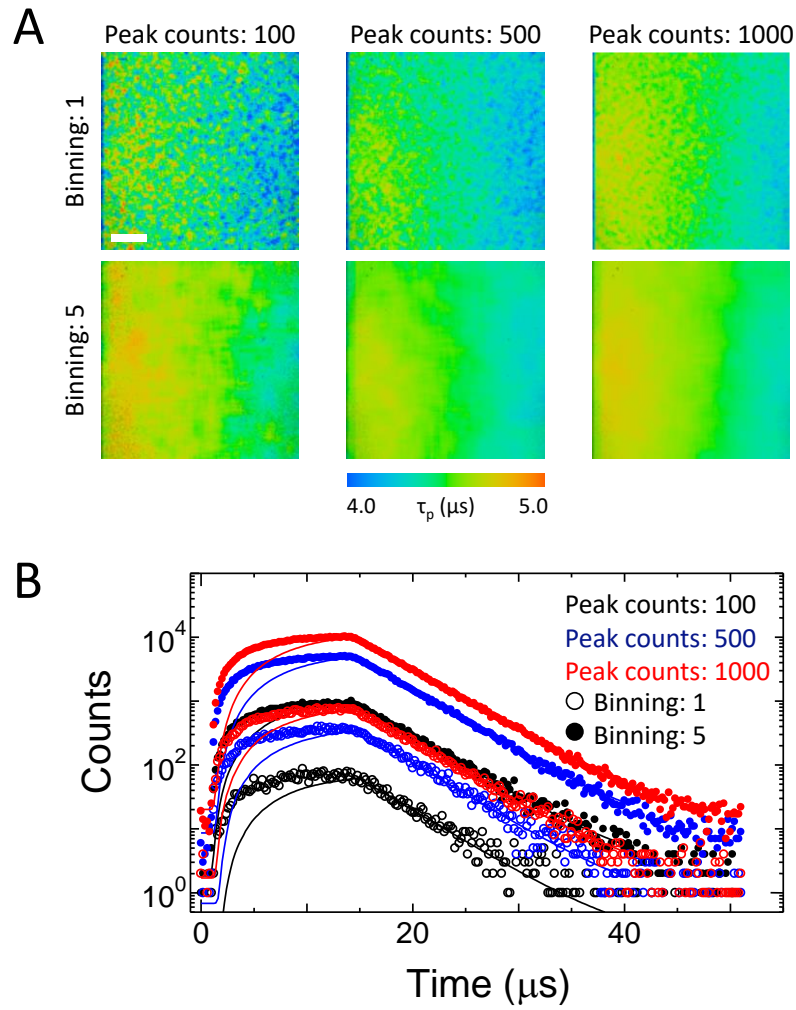 A
Peak counts: 100
Peak counts: 500
Peak counts: 1000
Binning: 1
Binning: 5
4.0 τp (μs) 5.0
B
Peak counts: 100
Peak counts: 500
Peak counts: 1000
Binning: 1
Binning: 5
Counts
10⁴
10²
10⁰
0 20 40
Time (μs)